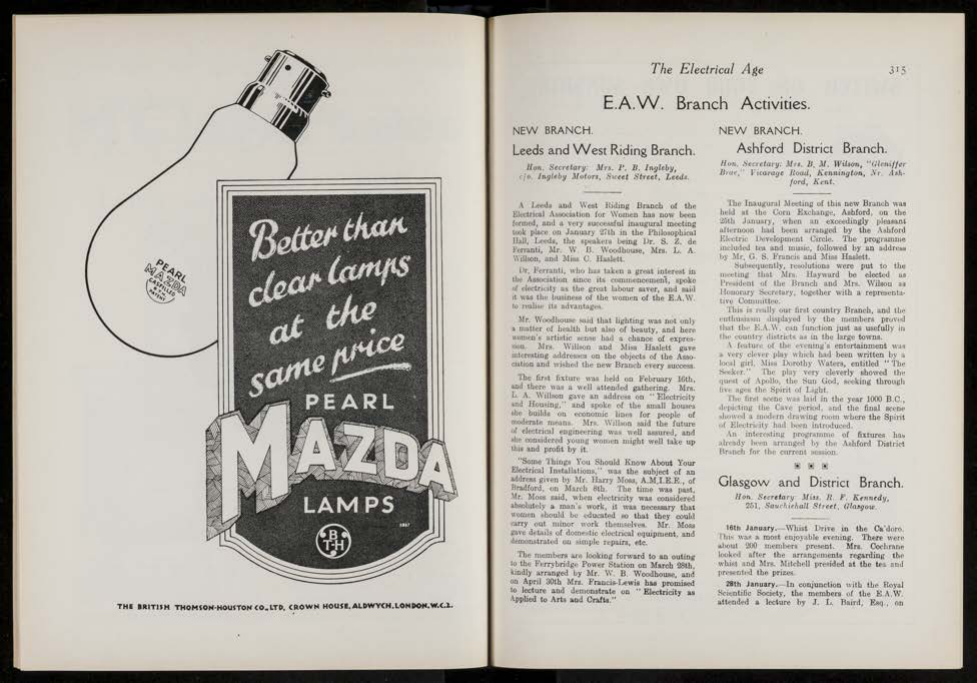 PEARL
MAZDA
GASFILLED
PATENT
Better than
clear lamps
at the
same price
PEARL
MAZDA
LAMPS
BTH
THE BRITISH THOMSON-HOUSTON CO., LTD, CROWN HOUSE, ALDWYCH, LONDON, W.C.2.
The Electrical Age 315
E.A.W. Branch Activities.
NEW BRANCH.
Leeds and West Riding Branch.
Hon. Secretary: Mrs. P. B. Ingleby,
c/o. Ingleby Motors, Sweet Street, Leeds.
A Leeds and West Riding Branch of the
Electrical Association for Women has now been
formed, and a very successful inaugural meeting
took place on January 27th in the Philosophical
Hall, Leeds, the speakers being Dr. S. Z. de
Ferranti, Mr. W. B. Woodhouse, Mrs. L. A.
Willson, and Miss C. Haslett.
Dr. Ferranti, who has taken a great interest in
the Association since its commencement, spoke
of electricity as the great labour saver, and said
it was the business of the women of the E.A.W.
to realise its advantages.
Mr. Woodhouse said that lighting was not only
a matter of health but also of beauty, and here
women's artistic sense had a chance of expres-
sion. Mrs. Willson and Miss Haslett gave
interesting addresses on the objects of the Asso-
ciation and wished the new Branch every success.
The first fixture was held on February 16th,
and there was a well attended gathering. Mrs.
L. A. Willson gave an address on "Electricity
and Housing," and spoke of the small houses
she builds on economic lines for people of
moderate means. Mrs. Willson said the future
of electrical engineering was well assured, and
she considered young women might well take up
this and profit by it.
"Some Things You Should Know About Your
Electrical Installations," was the subject of an
address given by Mr. Harry Moss, A.M.I.E.E., of
Bradford, on March 8th. The time was past,
Mr. Moss said, when electricity was considered
absolutely a man's work, it was necessary that
women should be educated so that they could
carry out minor work themselves. Mr. Moss
gave details of domestic electrical equipment, and
demonstrated on simple repairs, etc.
The members are looking forward to an outing
to the Ferrybridge Power Station on March 28th,
kindly arranged by Mr. W. B. Woodhouse, and
on April 30th Mrs. Francis-Lewis has promised
to lecture and demonstrate on "Electricity as
Applied to Arts and Crafts."
NEW BRANCH.
Ashford District Branch.
Hon. Secretary: Mrs. B. M. Wilson, "Gleniffer
Brae," Vicarage Road, Kennington, Nr. Ash-
ford, Kent.
The Inaugural Meeting of this new Branch was
held at the Corn Exchange, Ashford, on the
25th January, when an exceedingly pleasant
afternoon had been arranged by the Ashford
Electric Development Circle. The programme
included tea and music, followed by an address
by Mr. G. S. Francis and Miss Haslett.
Subsequently, resolutions were put to the
meeting that Mrs. Hayward be elected as
President of the Branch and Mrs. Wilson as
Honorary Secretary, together with a representa-
tive Committee.
This is really our first country Branch, and the
enthusiasm displayed by the members proved
that the E.A.W. can function just as usefully in
the country districts as in the large towns.
A feature of the evening's entertainment was
a very clever play which had been written by a
local girl, Miss Dorothy Waters, entitled "The
Seeker." The play very cleverly showed the
quest of Apollo, the Sun God, seeking through
five ages the Spirit of Light.
The first scene was laid in the year 1000 B.C.,
depicting the Cave period, and the final scene
showed a modern drawing room where the Spirit
of Electricity had been introduced.
An interesting programme of fixtures has
already been arranged by the Ashford District
Branch for the current session.
Glasgow and District Branch.
Hon. Secretary Miss. R. F. Kennedy,
251, Sauchiehall Street, Glasgow.
16th January.—Whist Drive in the Ca'doro.
This was a most enjoyable evening. There were
about 200 members present. Mrs. Cochrane
looked after the arrangements regarding the
whist and Mrs. Mitchell presided at the tea and
presented the prizes.
28th January.—In conjunction with the Royal
Scientific Society, the members of the E.A.W.
attended a lecture by J. L. Baird, Esq., on